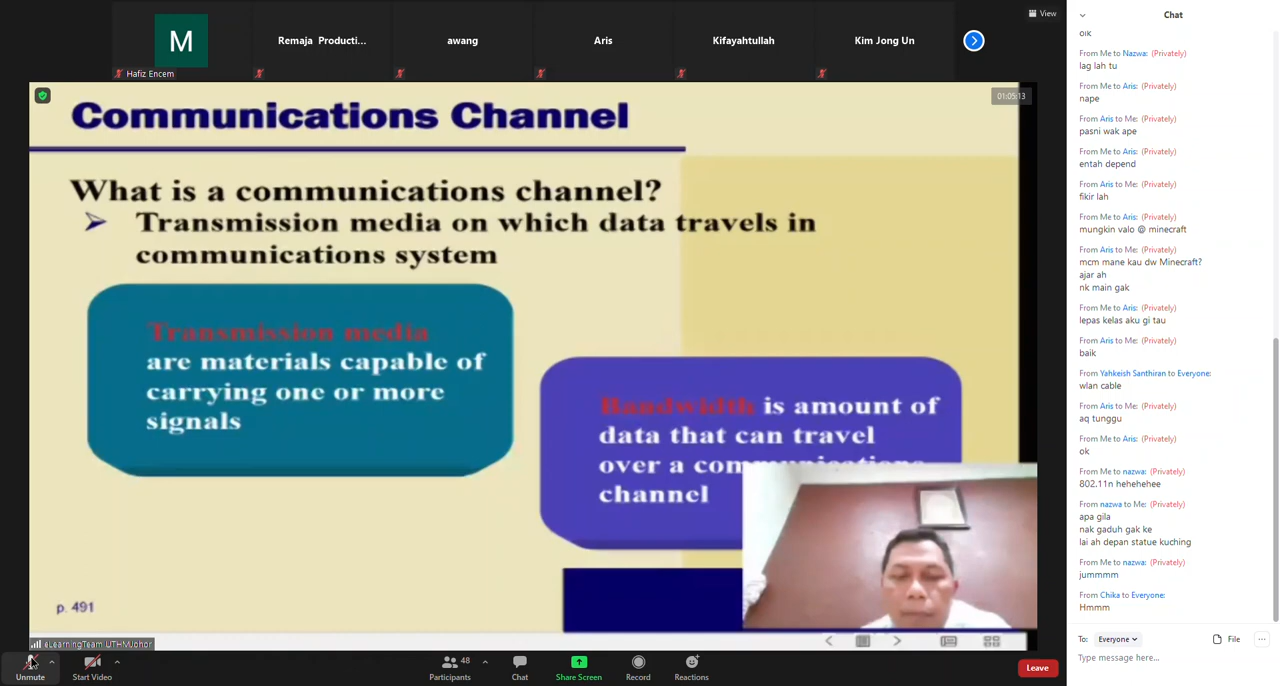 View
M
Hafiz Encem
Remaja Producti...
awang
Aris
Kifayahtullah
Kim Jong Un
01:05:13
Communications Channel
What is a communications channel?
Transmission media on which data travels in
communications system
Transmission media
are materials capable of
carrying one or more
signals
Bandwidth is amount of
data that can travel
over a communications
channel
p. 491
eLearningTeam UTHMJohor
Unmute
Start Video
48
Participants
Chat
Share Screen
Record
Reactions
Leave
Chat
oik
From Me to Nazwa: (Privately)
lag lah tu
From Me to Aris: (Privately)
nape
From Aris to Me: (Privately)
pasni wak ape
From Aris to Me: (Privately)
entah depend
From Aris to Me: (Privately)
fikir lah
From Aris to Me: (Privately)
mungkin valo @ minecraft
From Aris to Me: (Privately)
mcm mane kau dw Minecraft?
ajar ah
nk main gak
From Me to Aris: (Privately)
lepas kelas aku gi tau
From Aris to Me: (Privately)
baik
From Yahkeish Santhiran to Everyone:
wlan cable
From Aris to Me: (Privately)
aq tunggu
From Me to Aris: (Privately)
ok
From Me to nazwa: (Privately)
802.11n hehehehee
From nazwa to Me: (Privately)
apa gila
nak gaduh gak ke
lai ah depan statue kuching
From Me to nazwa: (Privately)
jummmm
From Chika to Everyone:
Hmmm
To: Everyone
File
Type message here...